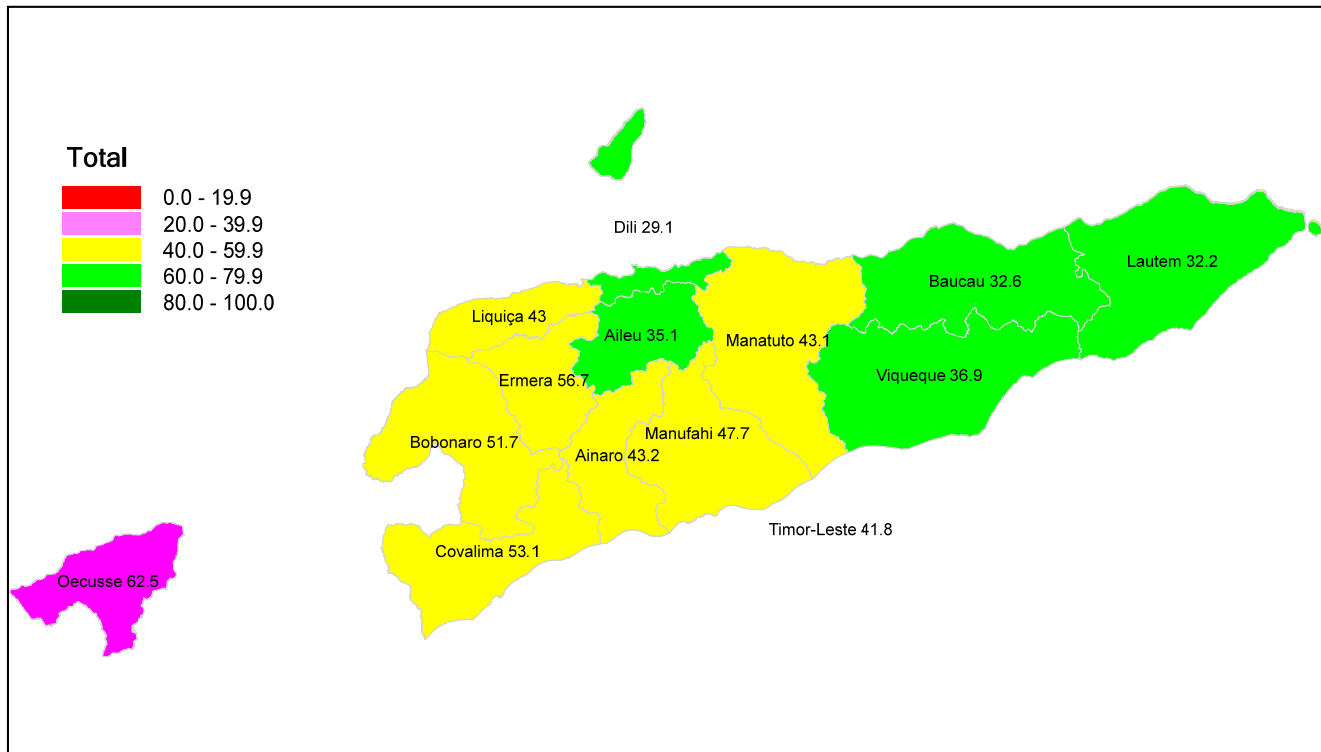 Total
0.0 - 19.9
20.0 - 39.9
40.0 - 59.9
60.0 - 79.9
80.0 - 100.0
Dili 29.1
Lautem 32.2
Baucau 32.6
Liquiça 43
Aileu 35.1
Manatuto 43.1
Viqueque 36.9
Ermera 56.7
Manufahi 47.7
Bobonaro 51.7
Ainaro 43.2
Timor-Leste 41.8
Covalima 53.1
Oecusse 62.5